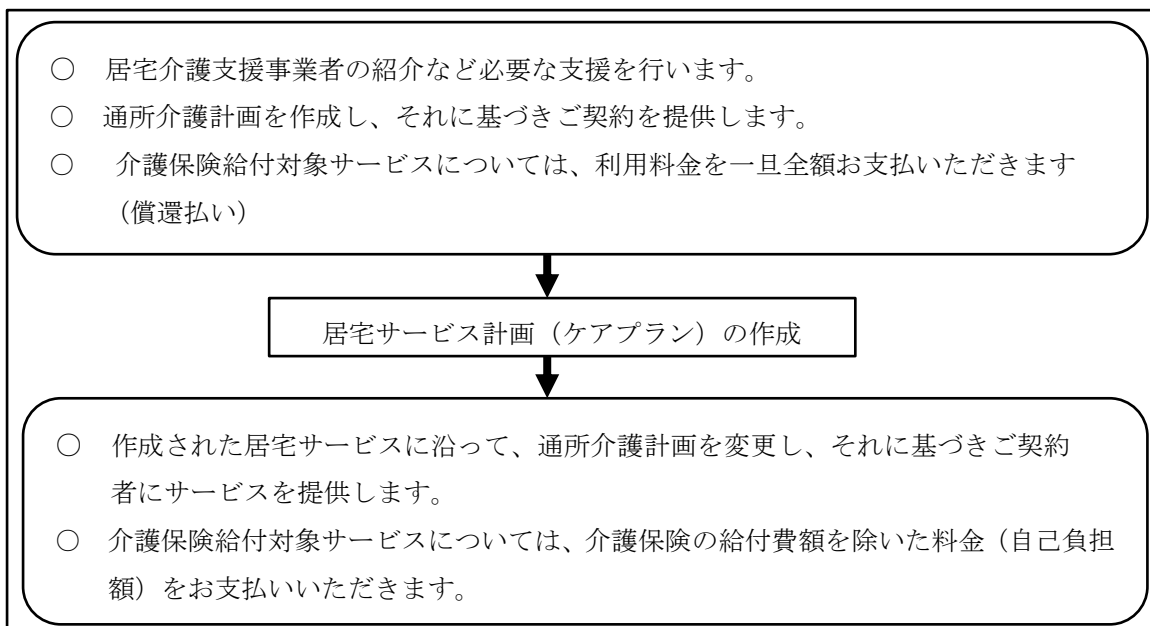 ○ 居宅介護支援事業者の紹介など必要な支援を行います。
○ 通所介護計画を作成し、それに基づきご契約を提供します。
○ 介護保険給付対象サービスについては、利用料金を一旦全額お支払いただきます
（償還払い）
居宅サービス計画（ケアプラン）の作成
○ 作成された居宅サービスに沿って、通所介護計画を変更し、それに基づきご契約
者にサービスを提供します。
○ 介護保険給付対象サービスについては、介護保険の給付費額を除いた料金（自己負担
額）をお支払いいただきます。